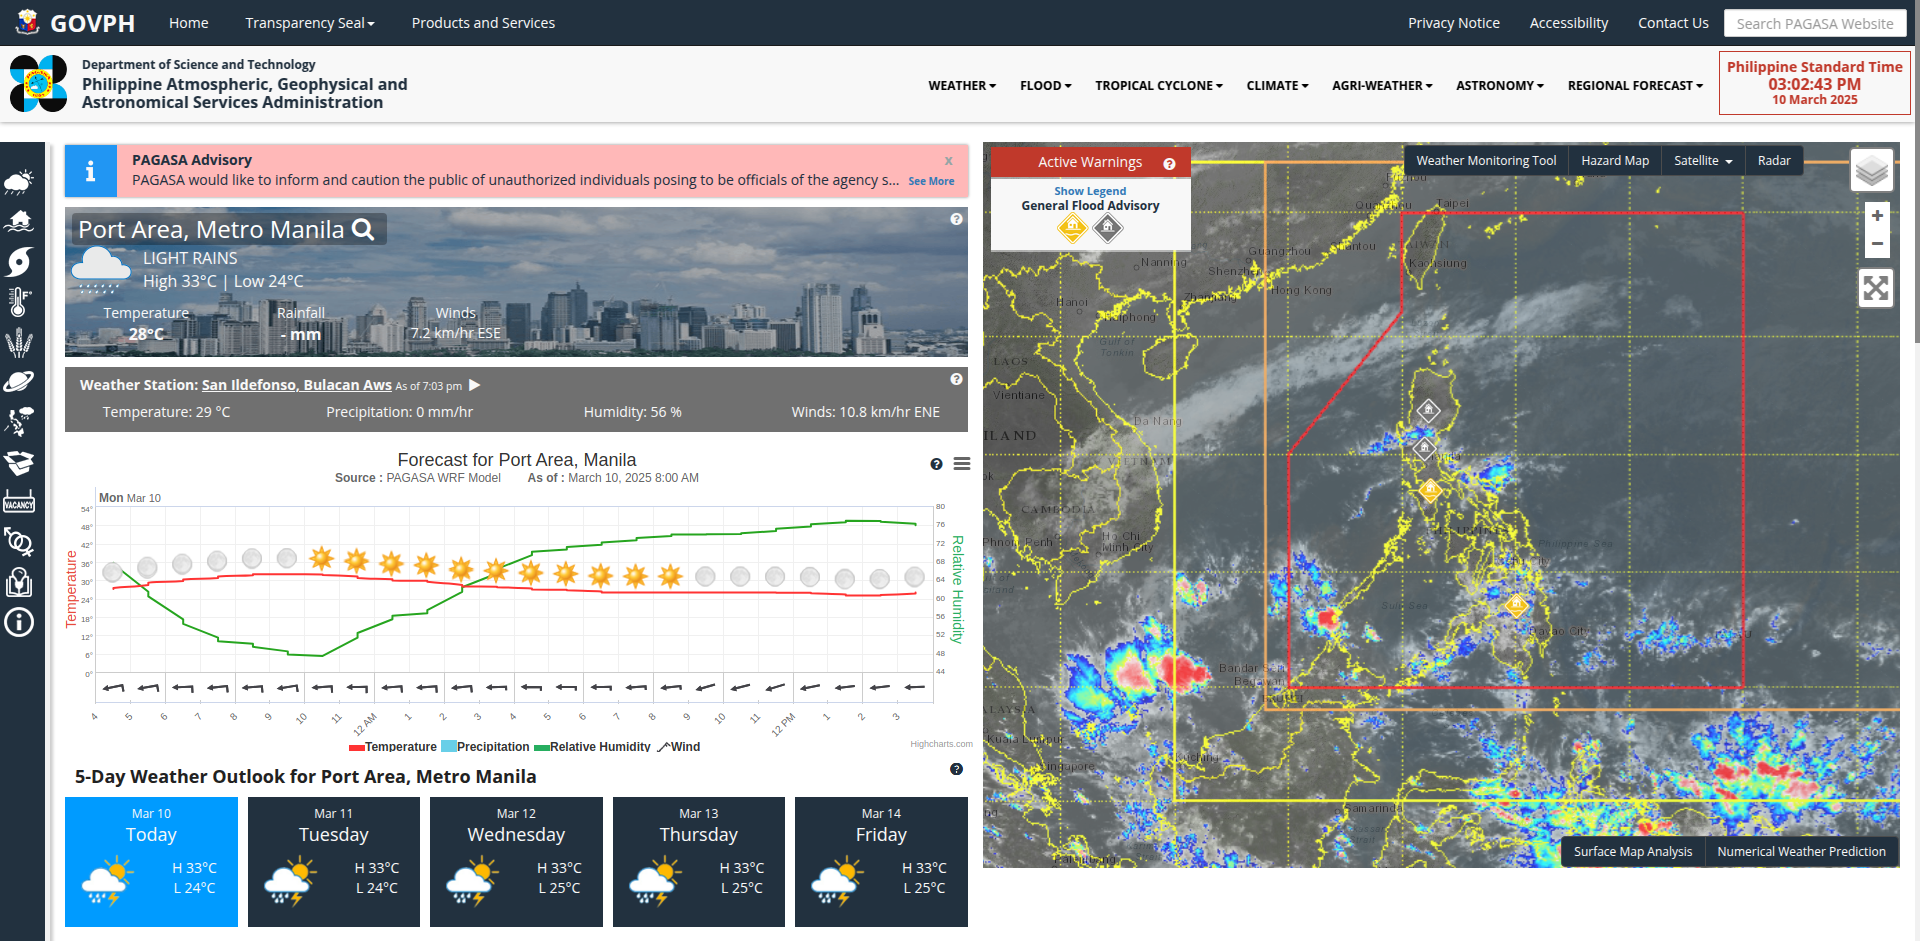 GOVPH
Home
Transparency Seal
Products and Services
Privacy Notice
Accessibility
Contact Us
Search PAGASA Website
Department of Science and Technology
Philippine Atmospheric, Geophysical and
Astronomical Services Administration
WEATHER
FLOOD
TROPICAL CYCLONE
CLIMATE
AGRI-WEATHER
ASTRONOMY
REGIONAL FORECAST
Philippine Standard Time
03:02:43 PM
10 March 2025
PAGASA Advisory
x
PAGASA would like to inform and caution the public of unauthorized individuals posing to be officials of the agency s... See More
Port Area, Metro Manila
LIGHT RAINS
High 33°C | Low 24°C
Temperature
28°C
Rainfall
- mm
Winds
7.2 km/hr ESE
Weather Station: San Ildefonso, Bulacan Aws As of 7:03 pm
Temperature: 29 °C
Precipitation: 0 mm/hr
Humidity: 56 %
Winds: 10.8 km/hr ENE
Forecast for Port Area, Manila
Source : PAGASA WRF Model As of : March 10, 2025 8:00 AM
Mon Mar 10
Temperature
54°
48°
42°
36°
30°
24°
18°
12°
6°
0°
80
76
72
68
64
60
56
52
48
44
Relative Humidity
4 5 6 7 8 9 10 11 12 AM 1 2 3 4 5 6 7 8 9 10 11 12 PM 1 2 3
Temperature Precipitation Relative Humidity Wind
Highcharts.com
5-Day Weather Outlook for Port Area, Metro Manila
Mar 10
Today
H 33°C
L 24°C
Mar 11
Tuesday
H 33°C
L 24°C
Mar 12
Wednesday
H 33°C
L 25°C
Mar 13
Thursday
H 33°C
L 25°C
Mar 14
Friday
H 33°C
L 25°C
VACANCY
Active Warnings
Show Legend
General Flood Advisory
Weather Monitoring Tool
Hazard Map
Satellite
Radar
+
−
Taipei
Kaohsiung
Guangzhou
Shenzhen
Hong Kong
Nanning
Zhanjiang
Hanoi
Haiphong
Gulf of
Tonkin
LAOS
Vientiane
Da Nang
VIETNAM
CAMBODIA
Phnom Penh
Ho Chi
Minh City
Philippine Sea
Sulu Sea
Davao City
Bandar Seri
Begawan
Kuala Lumpur
Singapore
Kuching
Samarinda
Surface Map Analysis
Numerical Weather Prediction